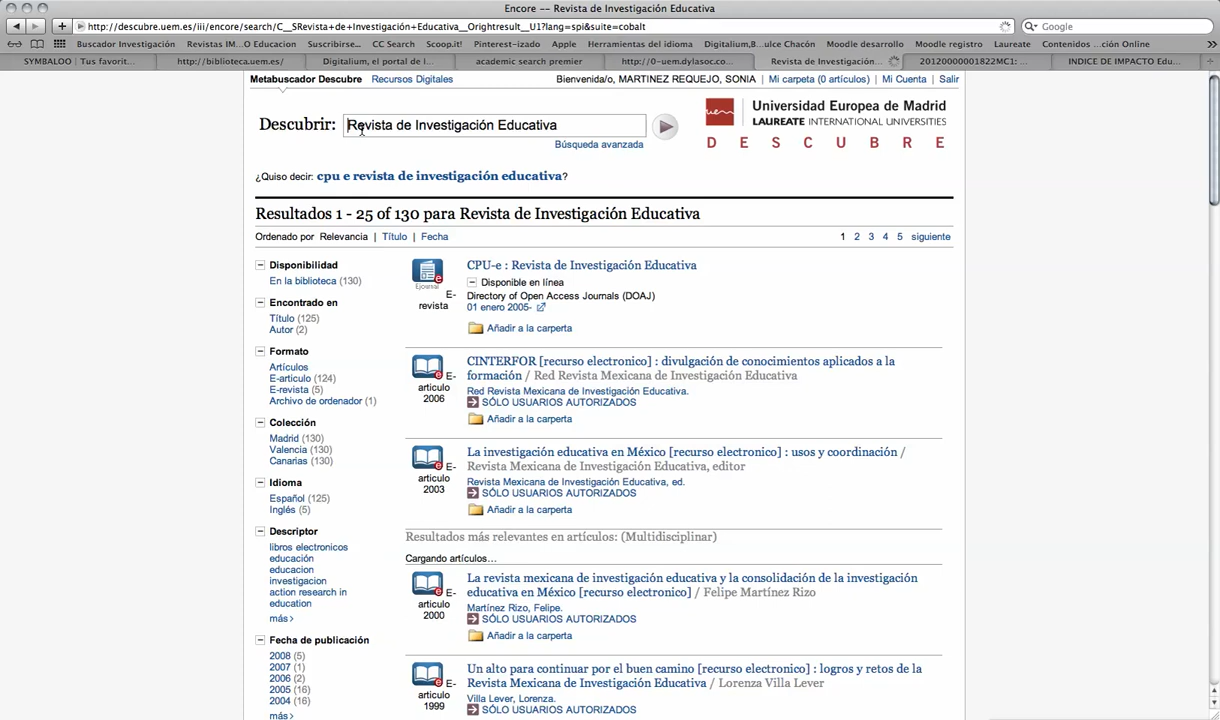 Encore -- Revista de Investigación Educativa
http://descubre.uem.es/iii/encore/search/C__SRevista+de+Investigación+Educativa__Orightresult__U1?lang=spi&suite=cobalt
Google
Buscador Investigación Revistas IM...O Educacion Suscribirse... CC Search Scoop.it! Pinterest-izado Apple Herramientas del idioma Digitalium,B...ulce Chacón Moodle desarrollo Moodle registro Laureate Contenidos ...ción Online
SYMBALOO | Tus favorit... http://biblioteca.uem.es/ Digitalium, el portal de l... academic search premier http://0-uem.dylasoc.co... Revista de Investigación... 20120000001822MC1: ... INDICE DE IMPACTO Edu...
Metabuscador Descubre Recursos Digitales Bienvenida/o, MARTINEZ REQUEJO, SONIA | Mi carpeta (0 artículos) | Mi Cuenta | Salir
Descubrir: Revista de Investigación Educativa
Búsqueda avanzada
Universidad Europea de Madrid
LAUREATE INTERNATIONAL UNIVERSITIES
DESCUBRE
¿Quiso decir: cpu e revista de investigación educativa?
Resultados 1 - 25 of 130 para Revista de Investigación Educativa
Ordenado por Relevancia | Título | Fecha
1 2 3 4 5 siguiente
Disponibilidad
En la biblioteca (130)
Encontrado en
Título (125)
Autor (2)
Formato
Artículos
E-articulo (124)
E-revista (5)
Archivo de ordenador (1)
Colección
Madrid (130)
Valencia (130)
Canarias (130)
Idioma
Español (125)
Inglés (5)
Descriptor
libros electronicos
educación
educacion
investigacion
action research in
education
más>
Fecha de publicación
2008 (5)
2007 (1)
2006 (2)
2005 (16)
2004 (16)
más>
Ejournal
E-
revista
CPU-e : Revista de Investigación Educativa
Disponible en línea
Directory of Open Access Journals (DOAJ)
01 enero 2005-
Añadir a la carperta
E-
articulo
2006
CINTERFOR [recurso electronico] : divulgación de conocimientos aplicados a la
formación / Red Revista Mexicana de Investigación Educativa
Red Revista Mexicana de Investigación Educativa.
SÓLO USUARIOS AUTORIZADOS
Añadir a la carperta
E-
articulo
2003
La investigación educativa en México [recurso electronico] : usos y coordinación /
Revista Mexicana de Investigación Educativa, editor
Revista Mexicana de Investigación Educativa, ed.
SÓLO USUARIOS AUTORIZADOS
Añadir a la carperta
Resultados más relevantes en artículos: (Multidisciplinar)
Cargando artículos...
E-
articulo
2000
La revista mexicana de investigación educativa y la consolidación de la investigación
educativa en México [recurso electronico] / Felipe Martínez Rizo
Martínez Rizo, Felipe.
SÓLO USUARIOS AUTORIZADOS
Añadir a la carperta
E-
articulo
1999
Un alto para continuar por el buen camino [recurso electronico] : logros y retos de la
Revista Mexicana de Investigación Educativa / Lorenza Villa Lever
Villa Lever, Lorenza.
SÓLO USUARIOS AUTORIZADOS